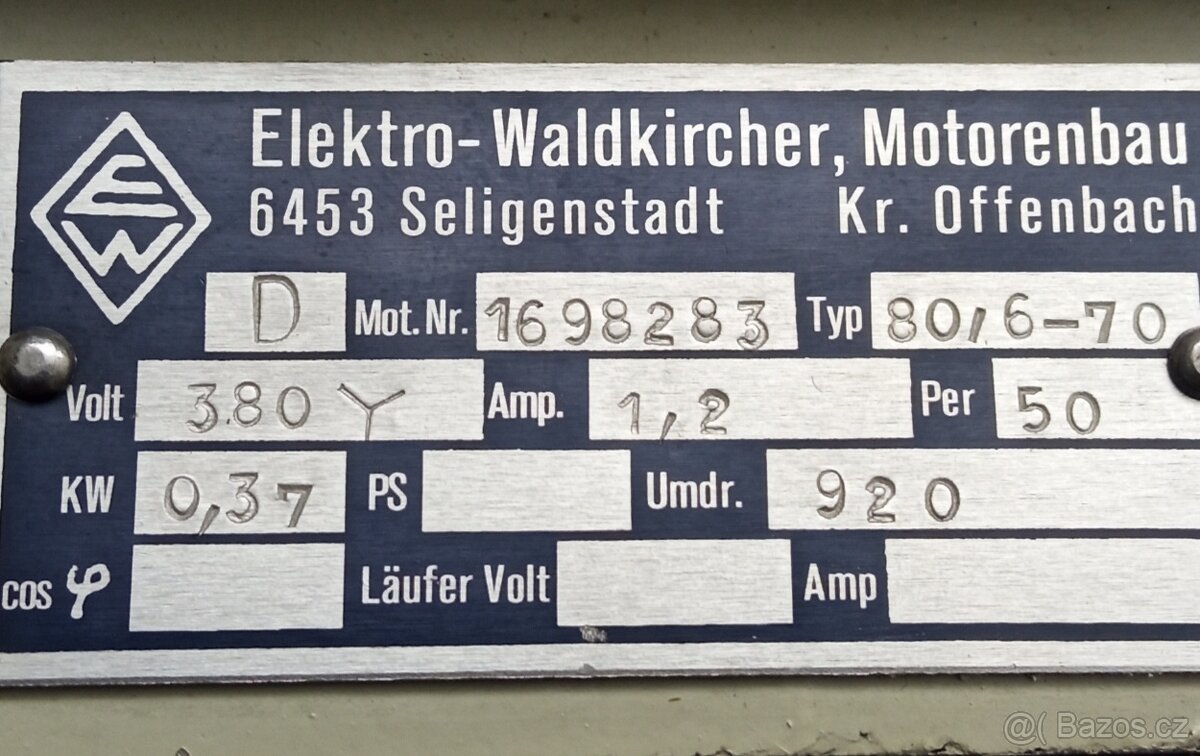 Elektro-Waldkircher, Motorenbau
6453 Seligenstadt Kr. Offenbach
EW
D Mot. Nr. 1698283 Typ 80/6-70
Volt 380 Y Amp. 1,2 Per 50
KW 0,37 PS Umdr. 920
cos φ Läufer Volt Amp
@( Bazos.cz